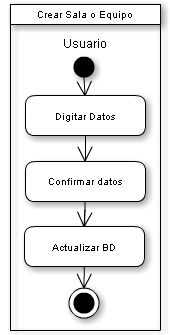 Crear Sala o Equipo
Usuario
Digitar Datos
Confirmar datos
Actualizar BD